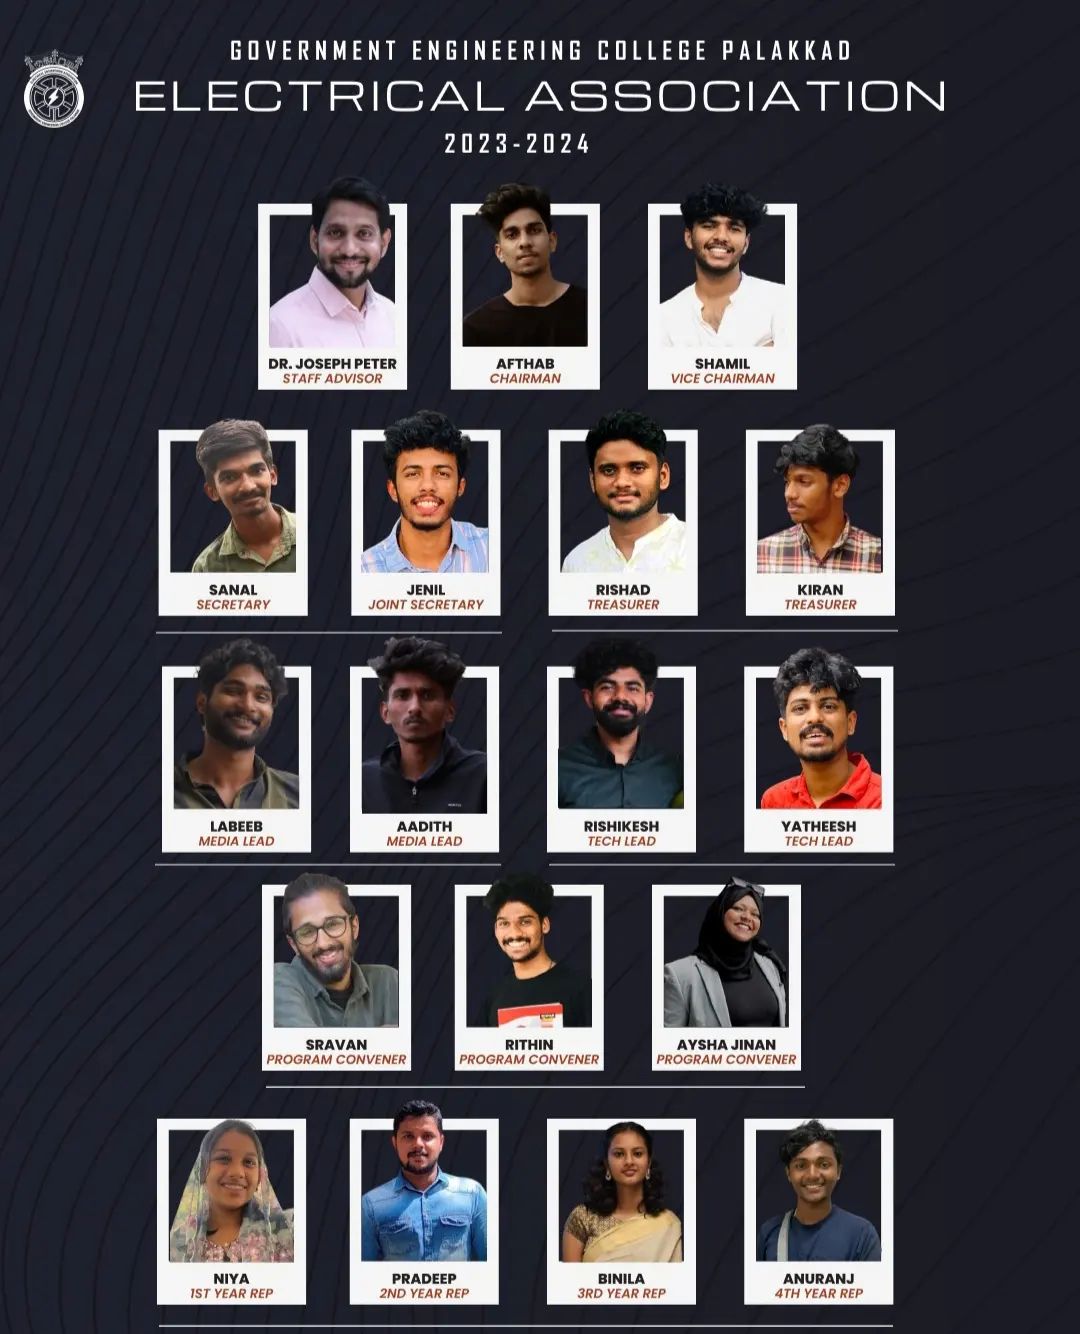 GOVERNMENT ENGINEERING COLLEGE PALAKKAD
ELECTRICAL ASSOCIATION
2023-2024
DR. JOSEPH PETER
STAFF ADVISOR
AFTHAB
CHAIRMAN
SHAMIL
VICE CHAIRMAN
SANAL
SECRETARY
JENIL
JOINT SECRETARY
RISHAD
TREASURER
KIRAN
TREASURER
LABEEB
MEDIA LEAD
AADITH
MEDIA LEAD
RISHIKESH
TECH LEAD
YATHEESH
TECH LEAD
SRAVAN
PROGRAM CONVENER
RITHIN
PROGRAM CONVENER
AYSHA JINAN
PROGRAM CONVENER
NIYA
1ST YEAR REP
PRADEEP
2ND YEAR REP
BINILA
3RD YEAR REP
ANURANJ
4TH YEAR REP